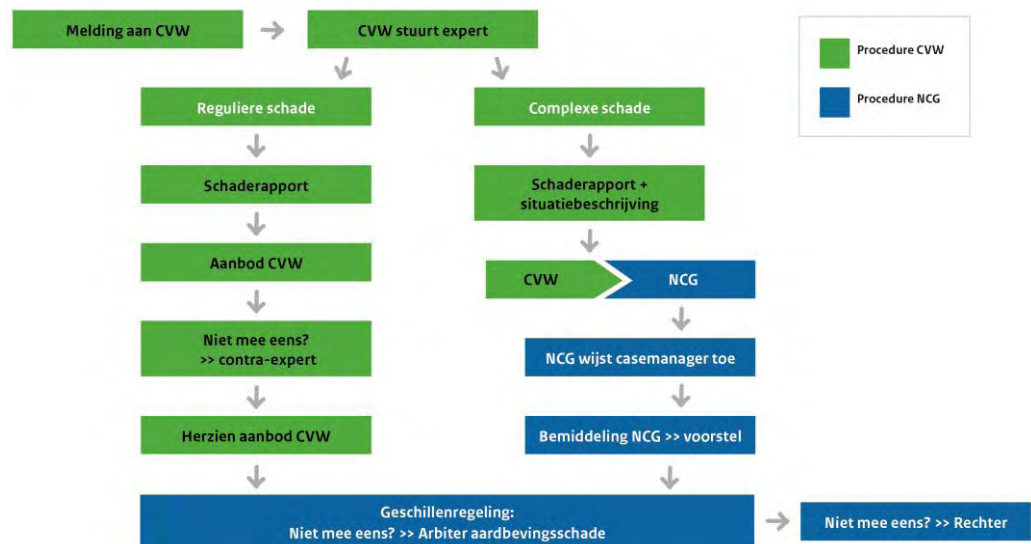 Melding aan CVW
CVW stuurt expert
Procedure CVW
Procedure NCG
Reguliere schade
Complexe schade
Schaderapport
Schaderapport +
situatiebeschrijving
Aanbod CVW
CVW
NCG
Niet mee eens?
>> contra-expert
NCG wijst casemanager toe
Herzien aanbod CVW
Bemiddeling NCG >> voorstel
Geschillenregeling:
Niet mee eens? >> Arbiter aardbevingsschade
Niet mee eens? >> Rechter